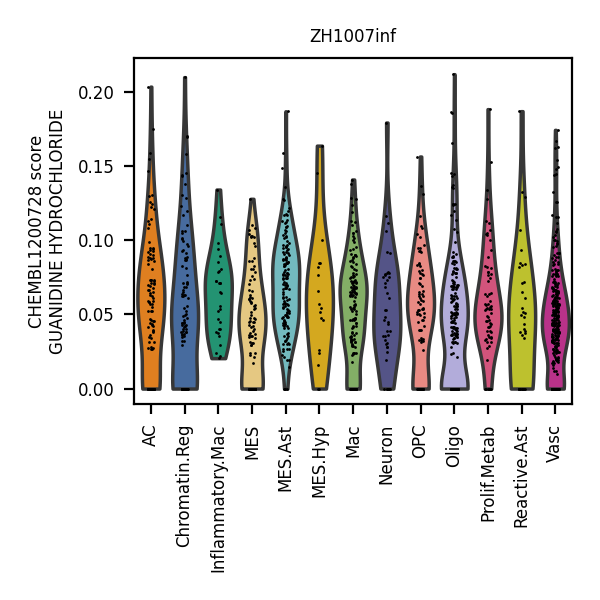 ZH1007inf
CHEMBL1200728 score
GUANIDINE HYDROCHLORIDE
0.20
0.15
0.10
0.05
0.00
AC
Chromatin.Reg
Inflammatory.Mac
MES
MES.Ast
MES.Hyp
Mac
Neuron
OPC
Oligo
Prolif.Metab
Reactive.Ast
Vasc